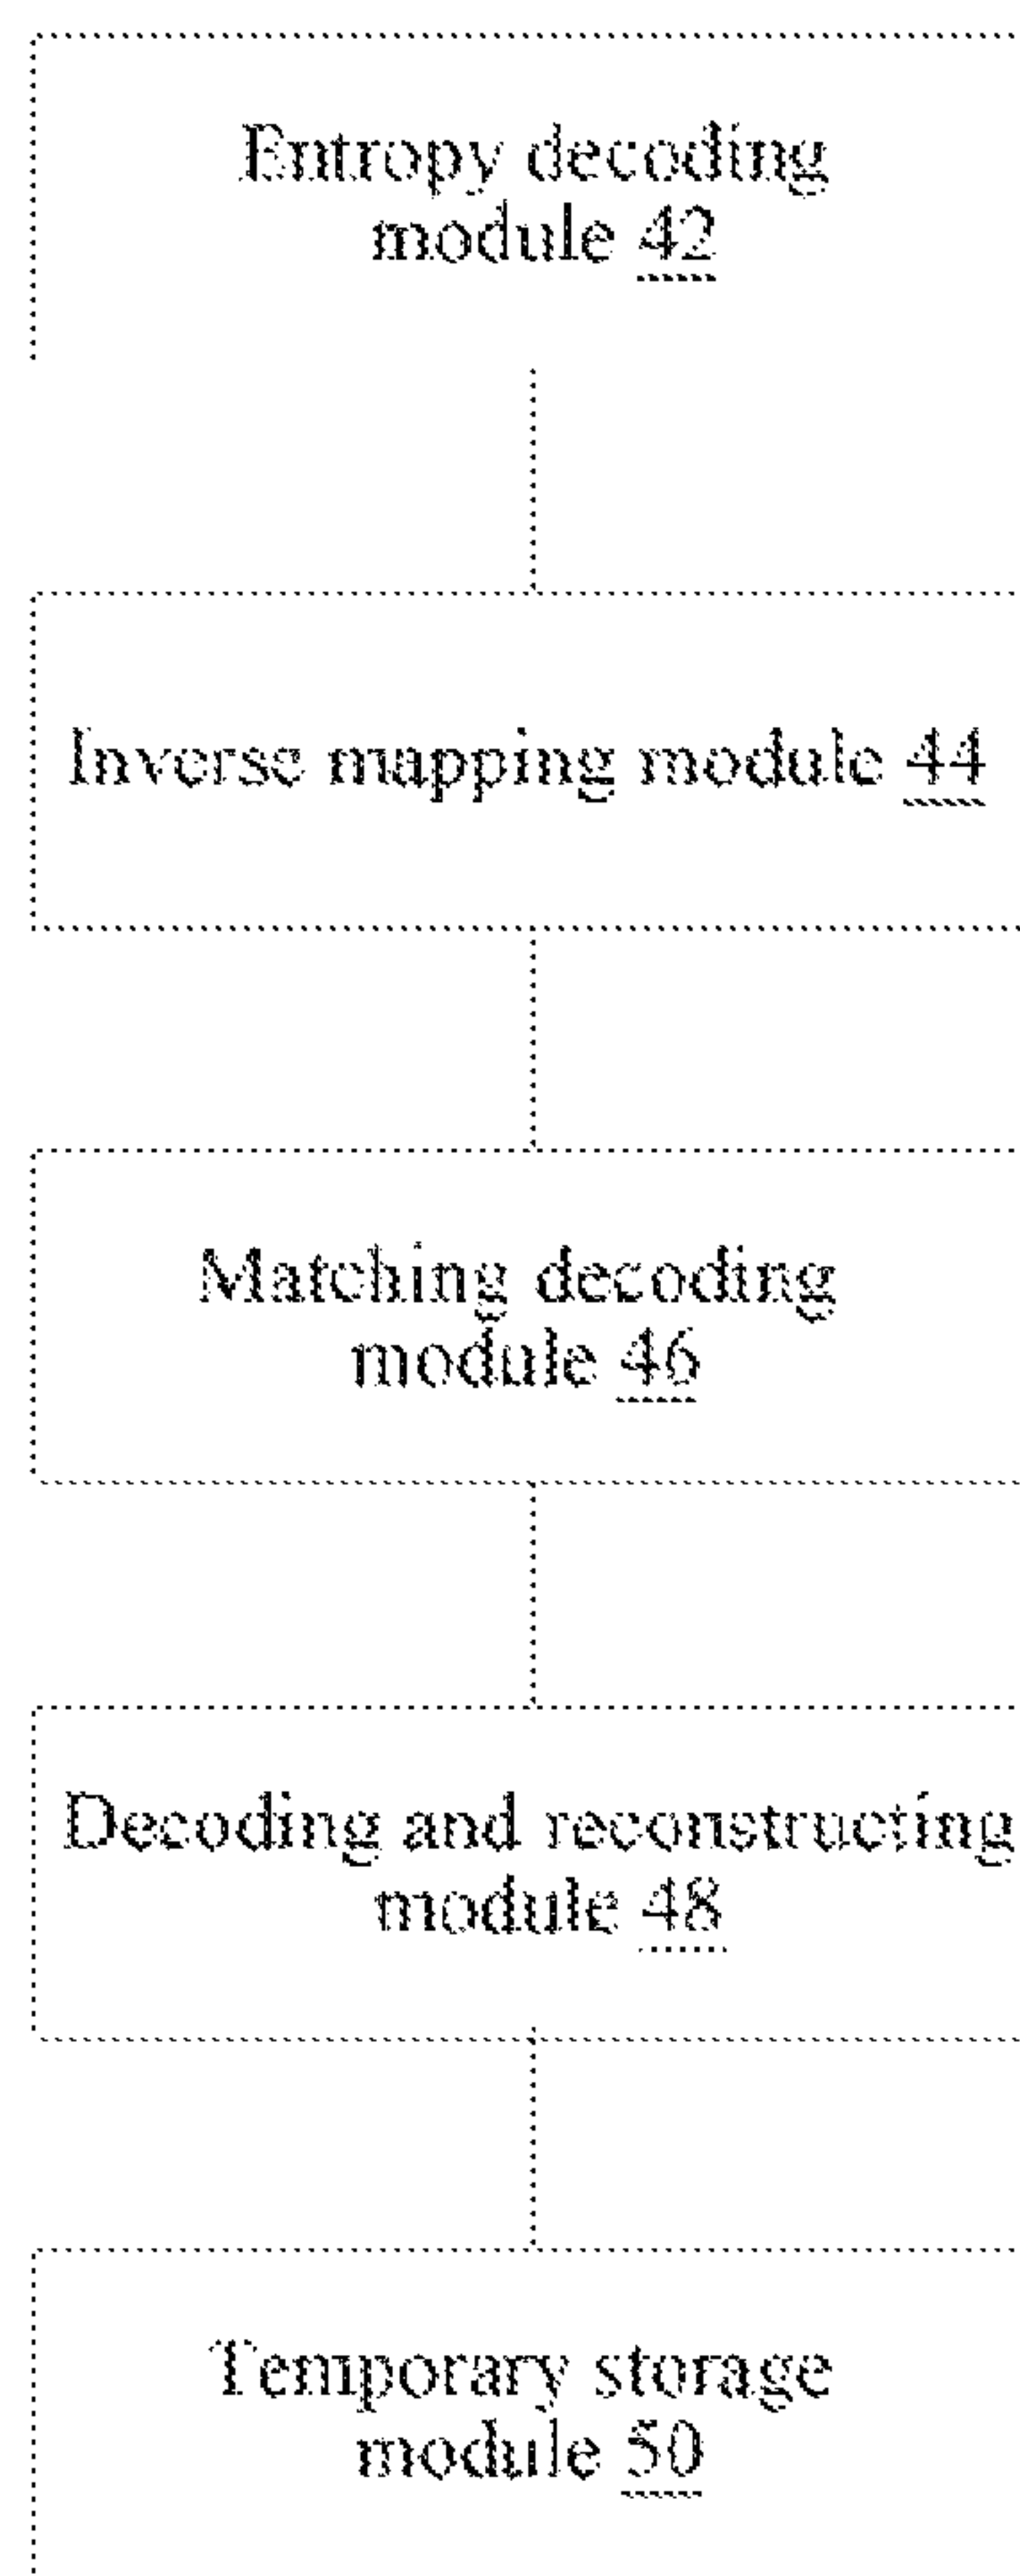 Entropy decoding
module 42
Inverse mapping module 44
Matching decoding
module 46
Decoding and reconstructing
module 48
Temporary storage
module 50